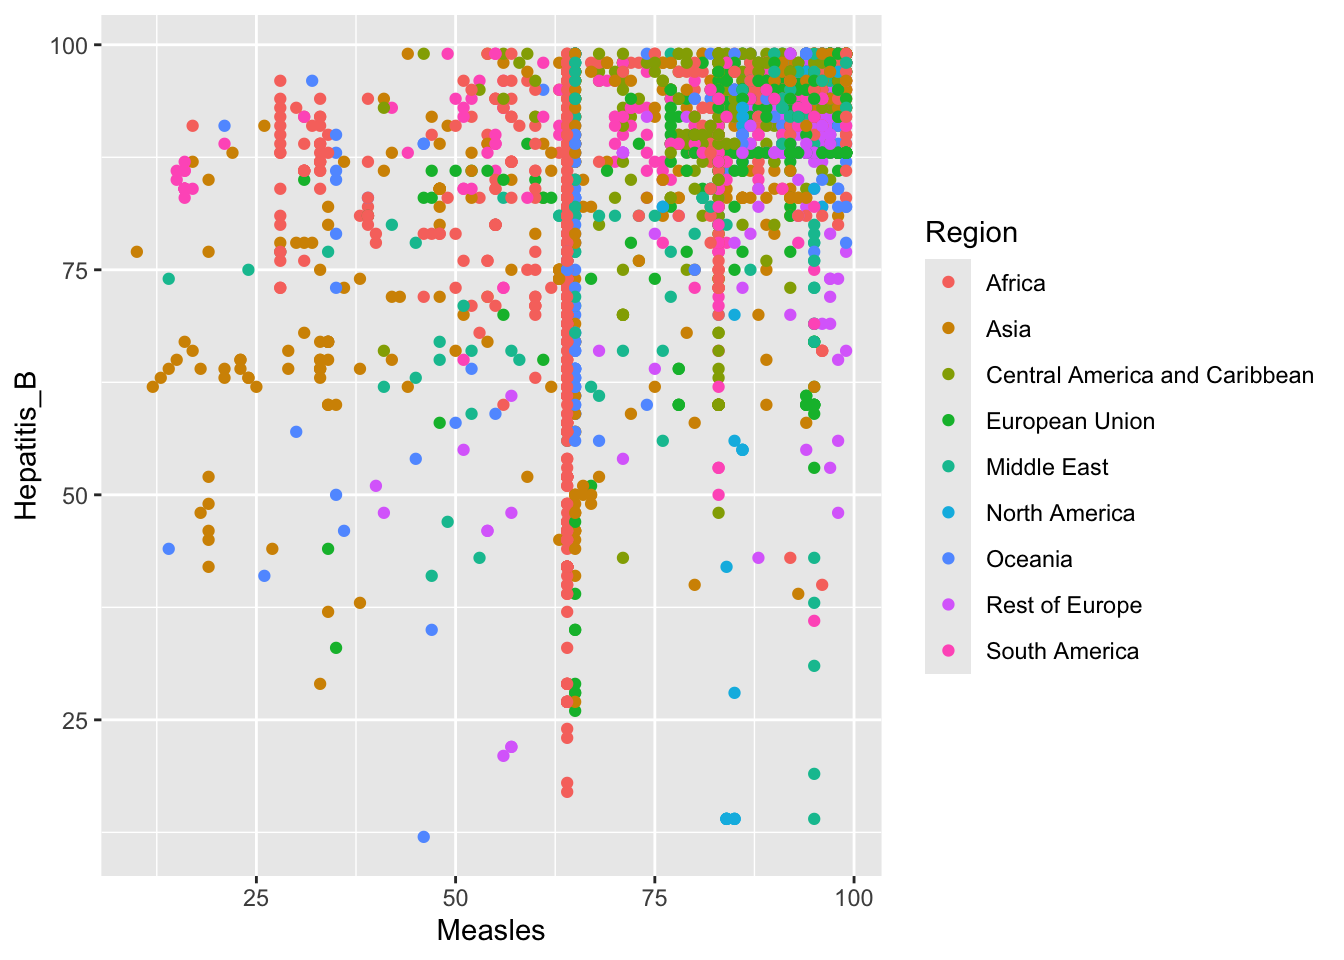 100
75
50
25
Hepatitis_B
25 50 75 100
Measles
Region
Africa
Asia
Central America and Caribbean
European Union
Middle East
North America
Oceania
Rest of Europe
South America